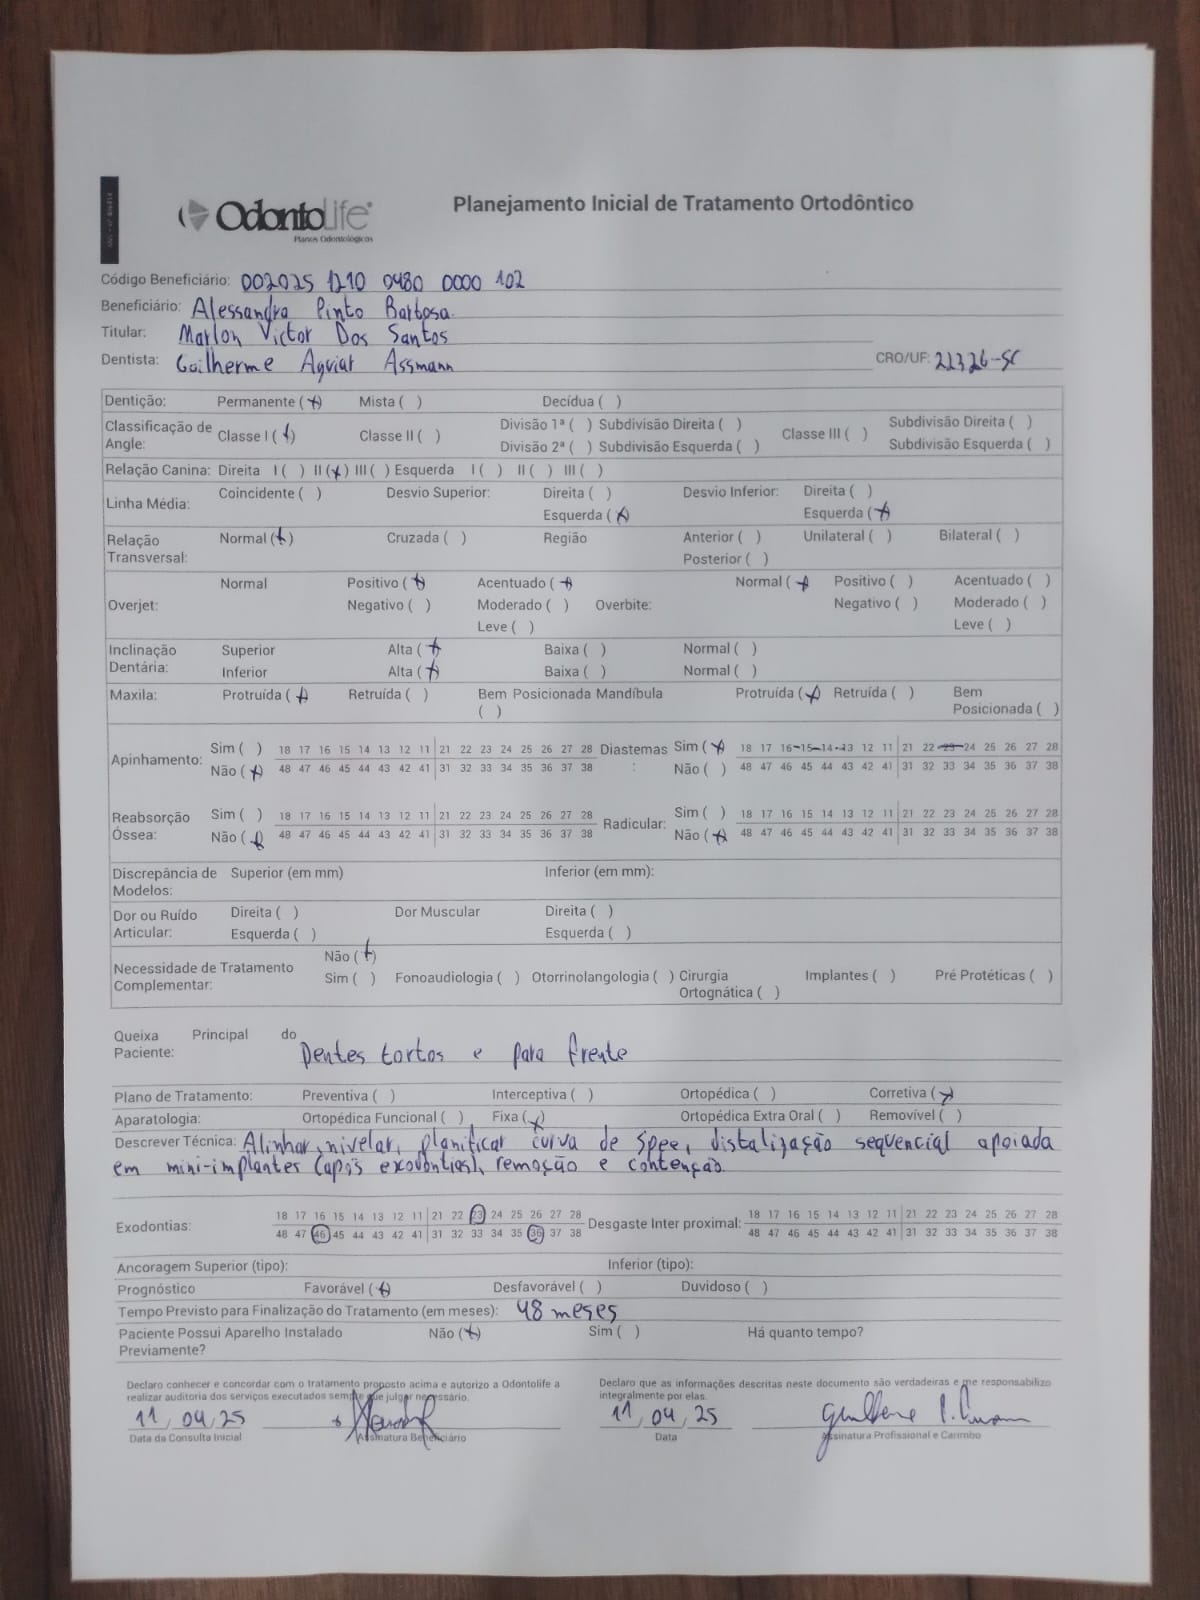 OdontoLife
Planos Odontológicos
Planejamento Inicial de Tratamento Ortodôntico
Código Beneficiário: 002025 1210 0480 0000 102
Beneficiário: Alessandra Pinto Barbosa
Titular: Marlon Victor Dos Santos
Dentista: Guilherme Aguiar Assmann CRO/UF: 22326-SC
Dentição: Permanente (x) Mista ( ) Decídua ( )
Classificação de Angle: Classe I (x) Classe II ( ) Divisão 1ª ( ) Subdivisão Direita ( ) Divisão 2ª ( ) Subdivisão Esquerda ( ) Classe III ( ) Subdivisão Direita ( ) Subdivisão Esquerda ( )
Relação Canina: Direita I ( ) II (x) III ( ) Esquerda I ( ) II ( ) III ( )
Linha Média: Coincidente ( ) Desvio Superior: Direita ( ) Esquerda (x) Desvio Inferior: Direita ( ) Esquerda (x)
Relação Transversal: Normal (x) Cruzada ( ) Região Anterior ( ) Posterior ( ) Unilateral ( ) Bilateral ( )
Overjet: Normal Positivo (x) Negativo ( ) Acentuado (x) Moderado ( ) Leve ( ) Overbite: Normal (x) Positivo ( ) Negativo ( ) Acentuado ( ) Moderado ( ) Leve ( )
Inclinação Dentária: Superior Alta (x) Baixa ( ) Normal ( )
Inferior Alta (x) Baixa ( ) Normal ( )
Maxila: Protruída (x) Retruída ( ) Bem Posicionada ( ) Mandíbula Protruída (x) Retruída ( ) Bem Posicionada ( )
Apinhamento: Sim ( ) 18 17 16 15 14 13 12 11 21 22 23 24 25 26 27 28 Diastemas : Sim (x) 18 17 16 15 14 13 12 11 21 22 23 24 25 26 27 28
Não (x) 48 47 46 45 44 43 42 41 31 32 33 34 35 36 37 38 Não ( ) 48 47 46 45 44 43 42 41 31 32 33 34 35 36 37 38
Reabsorção Óssea: Sim ( ) 18 17 16 15 14 13 12 11 21 22 23 24 25 26 27 28 Radicular: Sim ( ) 18 17 16 15 14 13 12 11 21 22 23 24 25 26 27 28
Não (x) 48 47 46 45 44 43 42 41 31 32 33 34 35 36 37 38 Não (x) 48 47 46 45 44 43 42 41 31 32 33 34 35 36 37 38
Discrepância de Modelos: Superior (em mm) Inferior (em mm):
Dor ou Ruído Articular: Direita ( ) Esquerda ( ) Dor Muscular Direita ( ) Esquerda ( )
Necessidade de Tratamento Complementar: Não (x) Sim ( ) Fonoaudiologia ( ) Otorrinolangologia ( ) Cirurgia Ortognática ( ) Implantes ( ) Pré Protéticas ( )
Queixa Principal do Paciente: Dentes tortos e para frente
Plano de Tratamento: Preventiva ( ) Interceptiva ( ) Ortopédica ( ) Corretiva (x)
Aparatologia: Ortopédica Funcional ( ) Fixa (x) Ortopédica Extra Oral ( ) Removível ( )
Descrever Técnica: Alinhar, nivelar, planificar curva de Spee, distalização sequencial apoiada
em mini-implantes (após exodontias), remoção e contenção.
Exodontias: 18 17 16 15 14 13 12 11 21 22 23 24 25 26 27 28 Desgaste Inter proximal: 18 17 16 15 14 13 12 11 21 22 23 24 25 26 27 28
48 47 46 45 44 43 42 41 31 32 33 34 35 36 37 38 48 47 46 45 44 43 42 41 31 32 33 34 35 36 37 38
Ancoragem Superior (tipo): Inferior (tipo):
Prognóstico Favorável (x) Desfavorável ( ) Duvidoso ( )
Tempo Previsto para Finalização do Tratamento (em meses): 48 meses
Paciente Possui Aparelho Instalado Previamente? Não (x) Sim ( ) Há quanto tempo?
Declaro conhecer e concordar com o tratamento proposto acima e autorizo a Odontolife a
realizar auditoria dos serviços executados sempre que julgar necessário.
Declaro que as informações descritas neste documento são verdadeiras e me responsabilizo
integralmente por elas.
11, 04, 25
11, 04, 25
Data da Consulta Inicial Assinatura Beneficiário Data Assinatura Profissional e Carimbo